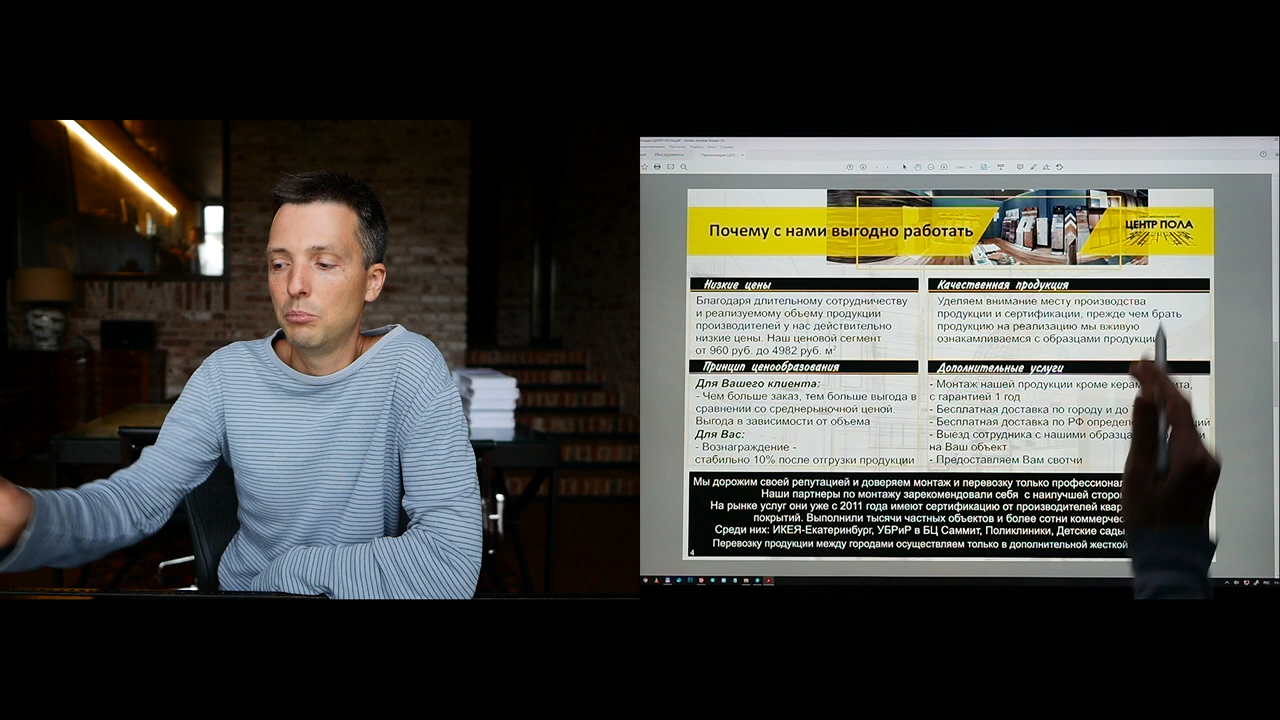 Инструменты
Почему с нами выгодно работать
ЦЕНТР ПОЛА
Низкие цены
Благодаря длительному сотрудничеству
и реализуемому объему продукции
производителей у нас действительно
низкие цены. Наш ценовой сегмент
от 960 руб. до 4982 руб. м²
Качественная продукция
Уделяем внимание месту производства
продукции и сертификации, прежде чем брать
продукцию на реализацию мы вживую
ознакамливаемся с образцами продукции
Принцип ценообразования
Для Вашего клиента:
- Чем больше заказ, тем больше выгода в
сравнении со среднерыночной ценой.
Выгода в зависимости от объема
Для Вас:
- Вознаграждение -
стабильно 10% после отгрузки продукции
Дополнительные услуги
- Монтаж нашей продукции кроме
с гарантией 1 год
- Бесплатная доставка по городу и до
- Бесплатная доставка по РФ
- Выезд сотрудника с нашими
на Ваш объект
- Предоставляем Вам свотчи
Мы дорожим своей репутацией и доверяем монтаж и перевозку только
Наши партнеры по монтажу зарекомендовали себя с наилучшей
На рынке услуг они уже с 2011 года имеют сертификацию от производителей
покрытий. Выполнили тысячи частных объектов и более сотни
Среди них: ИКЕЯ-Екатеринбург, УБРиР в БЦ Саммит, Поликлиники, Детские сады
Перевозку продукции между городами осуществляем только в дополнительной жесткой
4